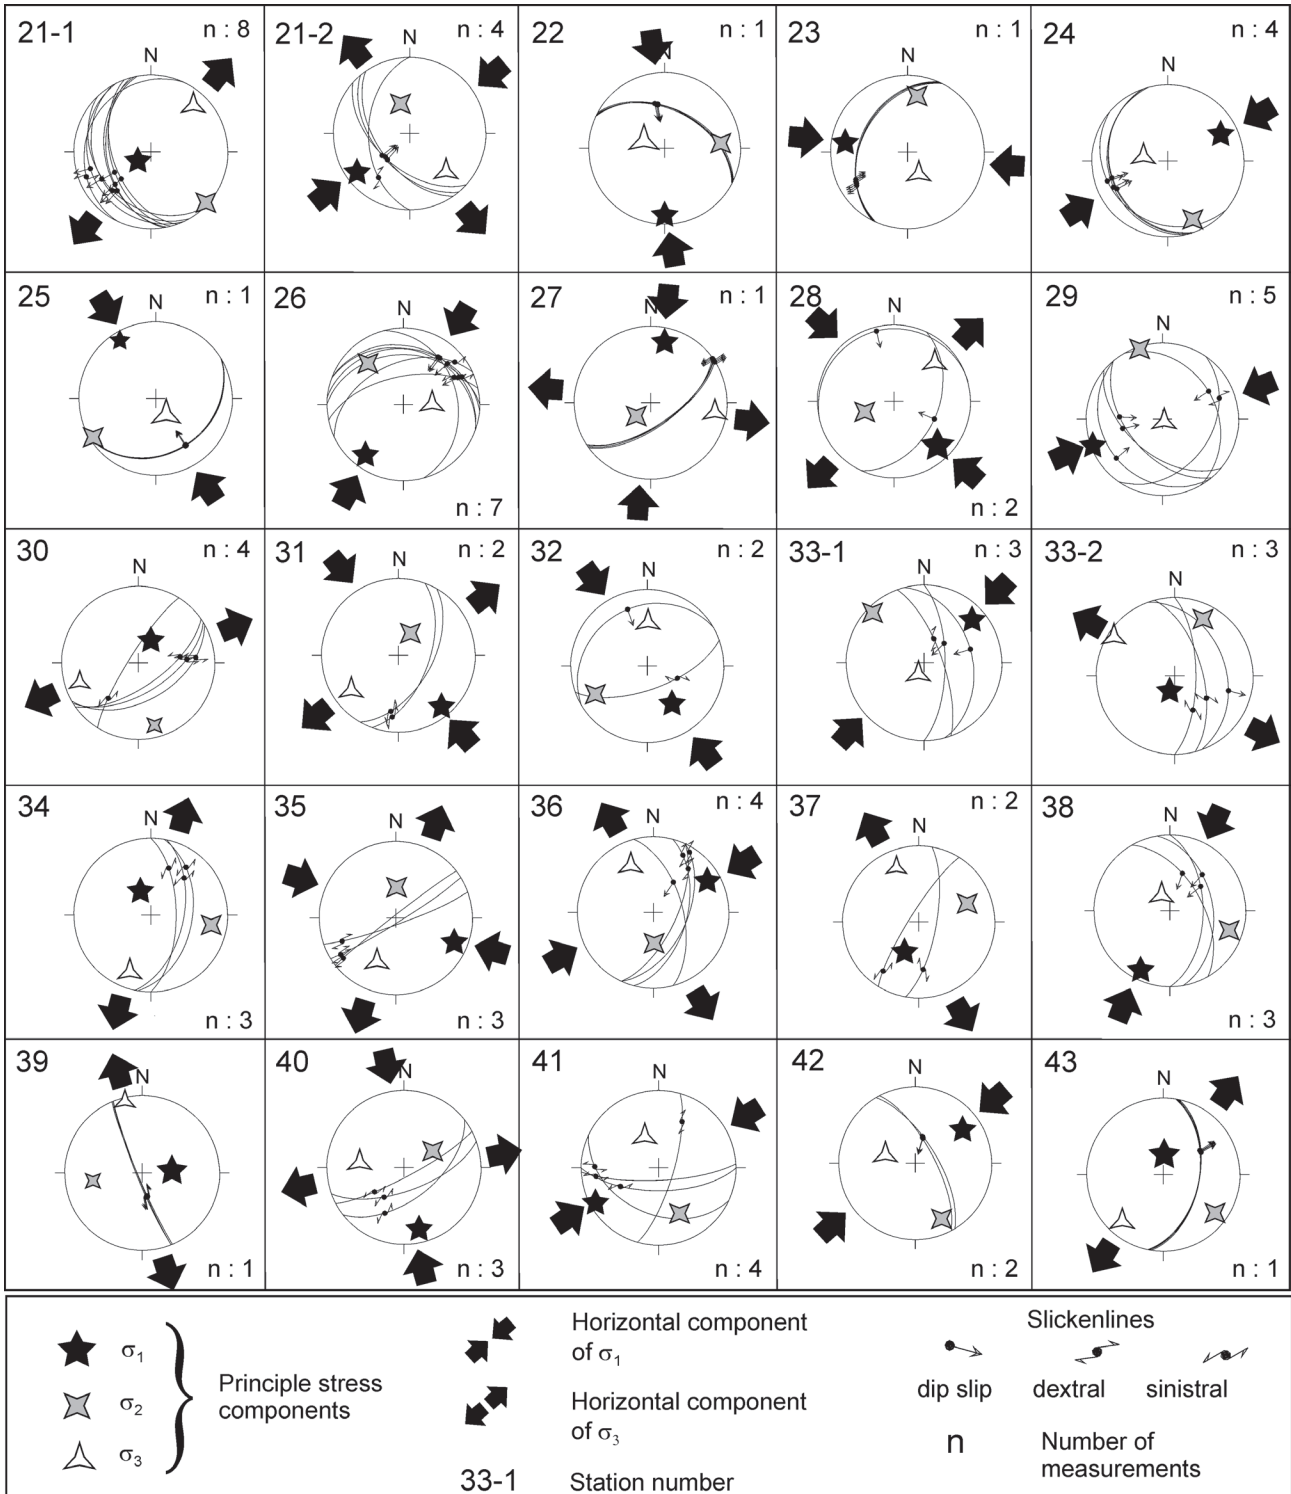 21-1 n : 8
N
21-2 n : 4
N
22 n : 1
N
23 n : 1
N
24 n : 4
N
25 n : 1
N
26
N
n : 7
27 n : 1
N
28
N
n : 2
29 n : 5
N
30 n : 4
N
31 n : 2
N
32 n : 2
N
33-1 n : 3
N
33-2 n : 3
N
34
N
n : 3
35
N
n : 3
36 n : 4
N
37 n : 2
N
38
N
n : 3
39
N
n : 1
40
N
n : 3
41
N
n : 4
42
N
n : 2
43
N
n : 1
σ1
σ2
σ3
Principle stress
components
Horizontal component
of σ1
Horizontal component
of σ3
33-1 Station number
Slickenlines
dip slip dextral sinistral
n Number of
measurements